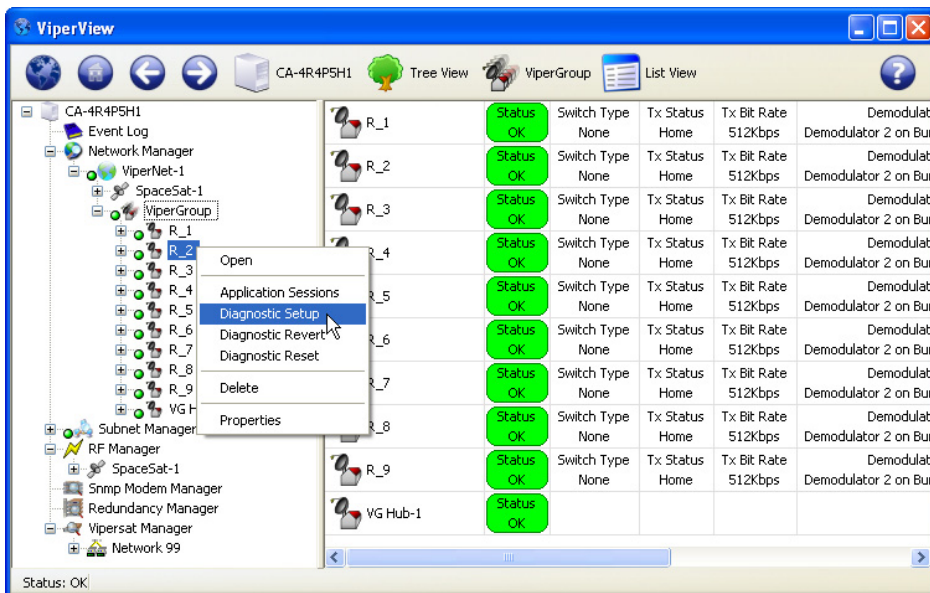 ViperView
CA-4R4P5H1 Tree View ViperGroup List View
CA-4R4P5H1
Event Log
Network Manager
ViperNet-1
SpaceSat-1
ViperGroup
R_1
R_2
R_3
R_4
R_5
R_6
R_7
R_8
R_9
VG H
Subnet Manager
RF Manager
SpaceSat-1
Snmp Modem Manager
Redundancy Manager
Vipersat Manager
Network 99
Open
Application Sessions
Diagnostic Setup
Diagnostic Revert
Diagnostic Reset
Delete
Properties
R_1 Status Switch Type Tx Status Tx Bit Rate Demodulat
OK None Home 512Kbps Demodulator 2 on Bu
R_2 Status Switch Type Tx Status Tx Bit Rate Demodulat
OK None Home 512Kbps Demodulator 2 on Bu
R_3 Status Switch Type Tx Status Tx Bit Rate Demodulat
OK None Home 512Kbps Demodulator 2 on Bu
R_4 Status Switch Type Tx Status Tx Bit Rate Demodulat
OK None Home 512Kbps Demodulator 2 on Bu
R_5 Status Switch Type Tx Status Tx Bit Rate Demodulat
OK None Home 512Kbps Demodulator 2 on Bu
R_6 Status Switch Type Tx Status Tx Bit Rate Demodulat
OK None Home 512Kbps Demodulator 2 on Bu
R_7 Status Switch Type Tx Status Tx Bit Rate Demodulat
OK None Home 512Kbps Demodulator 2 on Bu
R_8 Status Switch Type Tx Status Tx Bit Rate Demodulat
OK None Home 512Kbps Demodulator 2 on Bu
R_9 Status Switch Type Tx Status Tx Bit Rate Demodulat
OK None Home 512Kbps Demodulator 2 on Bu
VG Hub-1 Status
OK
Status: OK